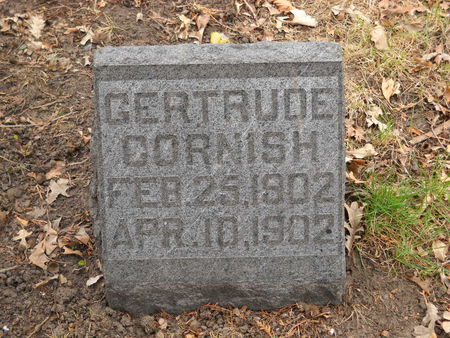 GERTRUDE
CORNISH
FEB. 25, 1902
APR. 10, 1902